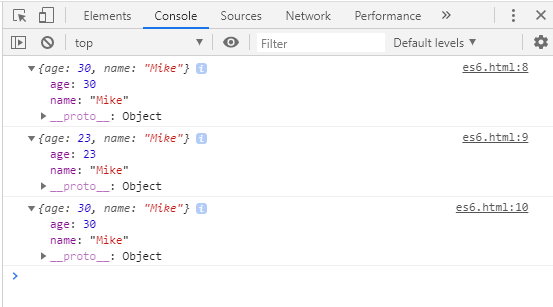 Elements Console Sources Network Performance »
top Filter Default levels
{age: 30, name: "Mike"} i es6.html:8
age: 30
name: "Mike"
__proto__: Object
{age: 23, name: "Mike"} i es6.html:9
age: 23
name: "Mike"
__proto__: Object
{age: 30, name: "Mike"} i es6.html:10
age: 30
name: "Mike"
__proto__: Object
>